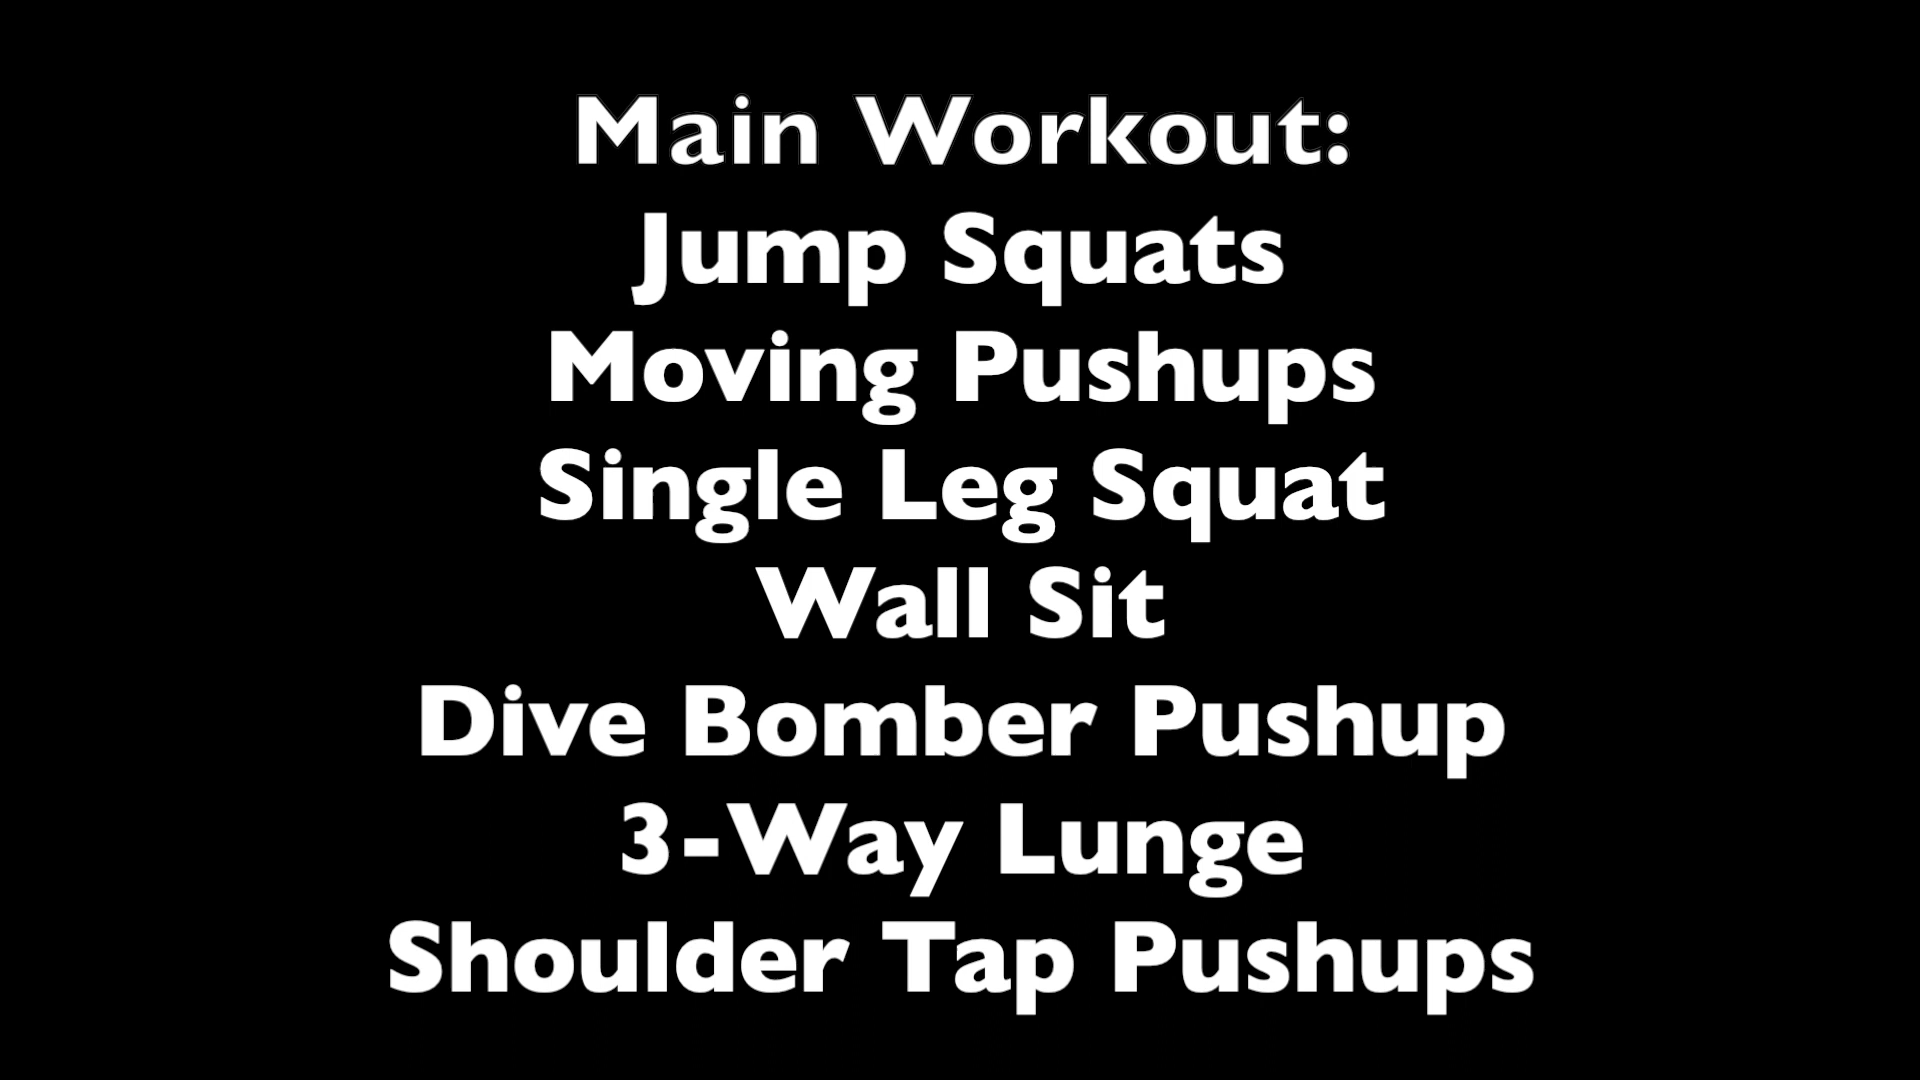 Main Workout:
Jump Squats
Moving Pushups
Single Leg Squat
Wall Sit
Dive Bomber Pushup
3-Way Lunge
Shoulder Tap Pushups